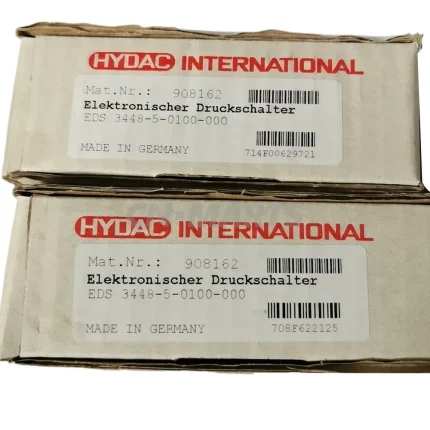 HYDAC INTERNATIONAL
Mat.Nr.: 908162
Elektronischer Druckschalter
EDS 3448-5-0100-000
MADE IN GERMANY
714F00629721
HYDAC INTERNATIONAL
Mat.Nr.: 908162
Elektronischer Druckschalter
EDS 3448-5-0100-000
MADE IN GERMANY
708F622125